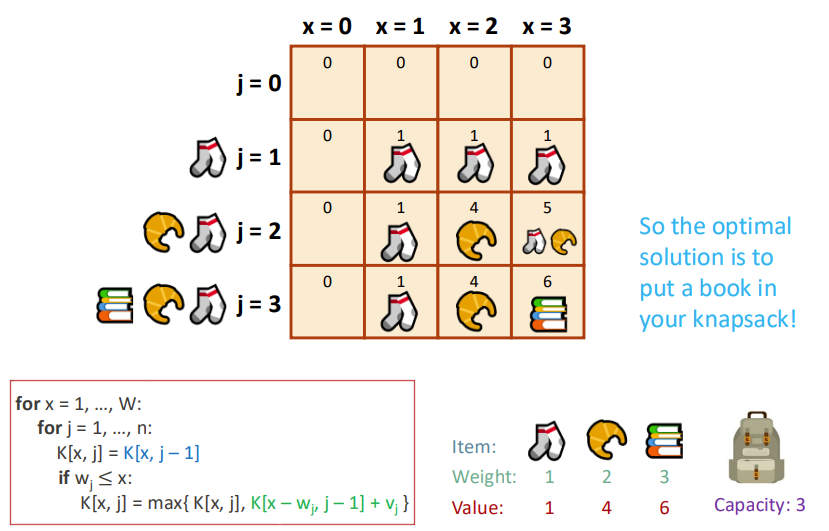 x = 0 x = 1 x = 2 x = 3
j = 0 0 0 0 0
j = 1 0 1 1 1
j = 2 0 1 4 5
j = 3 0 1 4 6
So the optimal
solution is to
put a book in
your knapsack!
for x = 1, ..., W:
for j = 1, ..., n:
K[x, j] = K[x, j – 1]
if wj ≤ x:
K[x, j] = max{ K[x, j], K[x – wj, j – 1] + vj }
Item:
Weight: 1 2 3
Value: 1 4 6
Capacity: 3